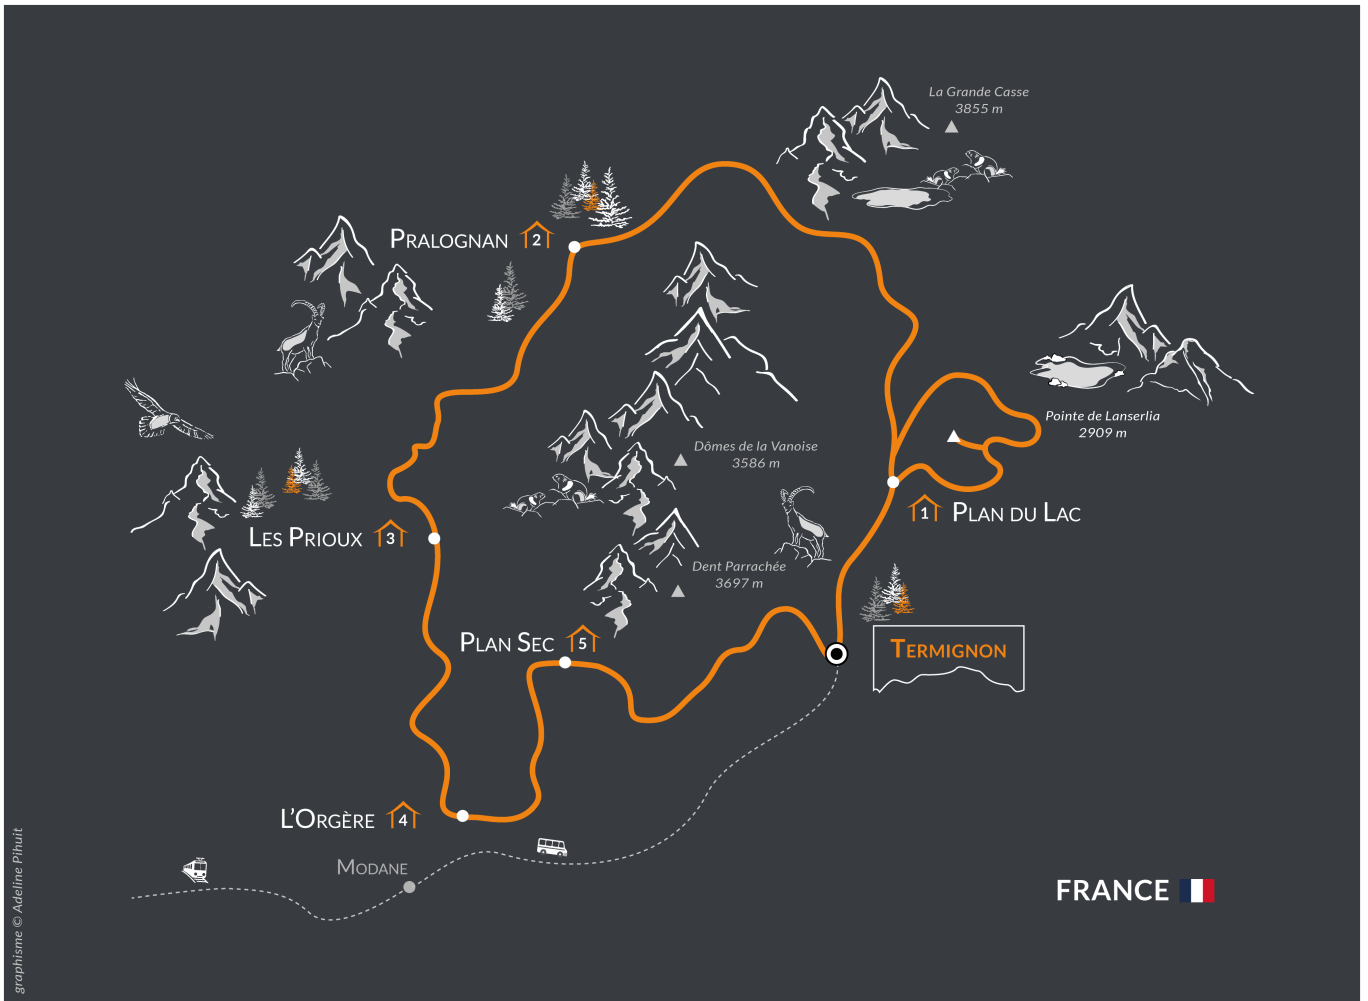 La Grande Casse
3855 m
PRALOGNAN 2
Pointe de Lanserlia
2909 m
Dômes de la Vanoise
3586 m
1 PLAN DU LAC
LES PRIOUX 3
Dent Parrachée
3697 m
PLAN SEC 5
TERMIGNON
L'ORGÈRE 4
MODANE
FRANCE
graphisme © Adeline Pihuit